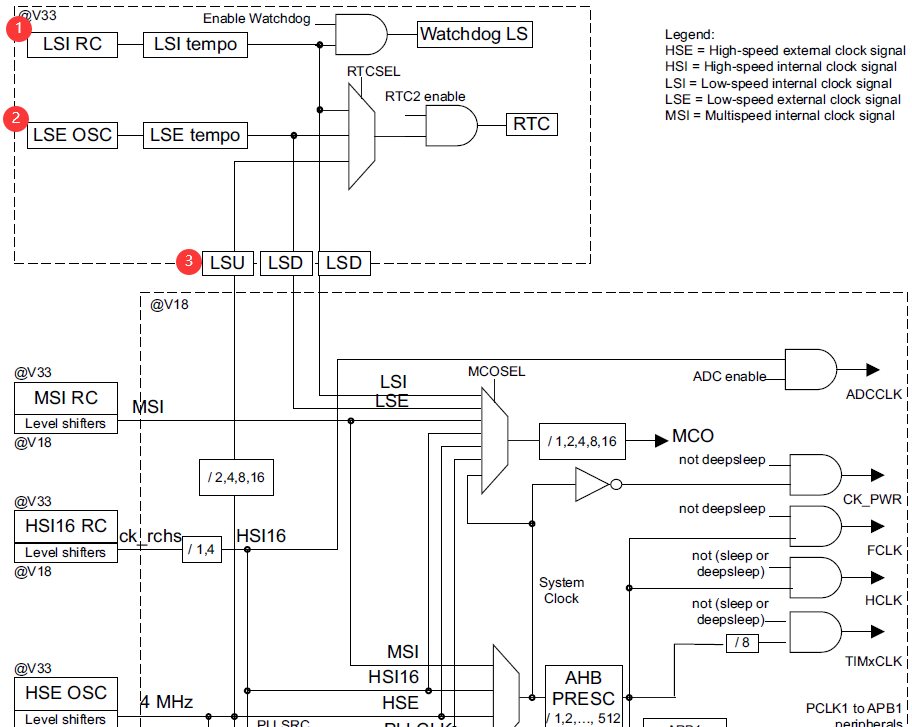 @V33
1
Enable Watchdog
LSI RC
LSI tempo
Watchdog LS
Legend:
HSE = High-speed external clock signal
HSI = High-speed internal clock signal
LSI = Low-speed internal clock signal
LSE = Low-speed external clock signal
MSI = Multispeed internal clock signal
RTCSEL
RTC2 enable
2
LSE OSC
LSE tempo
RTC
3
LSU
LSD
LSD
@V18
@V33
MSI RC
Level shifters
@V18
MSI
LSI
LSE
MCOSEL
ADC enable
ADCCLK
/ 1,2,4,8,16
MCO
/ 2,4,8,16
not deepsleep
CK_PWR
@V33
HSI16 RC
Level shifters
@V18
ck_rchs
/ 1,4
HSI16
not deepsleep
FCLK
System
Clock
not (sleep or
deepsleep)
HCLK
not (sleep or
deepsleep)
/ 8
TIMxCLK
@V33
HSE OSC
Level shifters
4 MHz
MSI
HSI16
HSE
AHB
PRESC
/ 1,2,…, 512
PCLK1 to APB1
peripherals